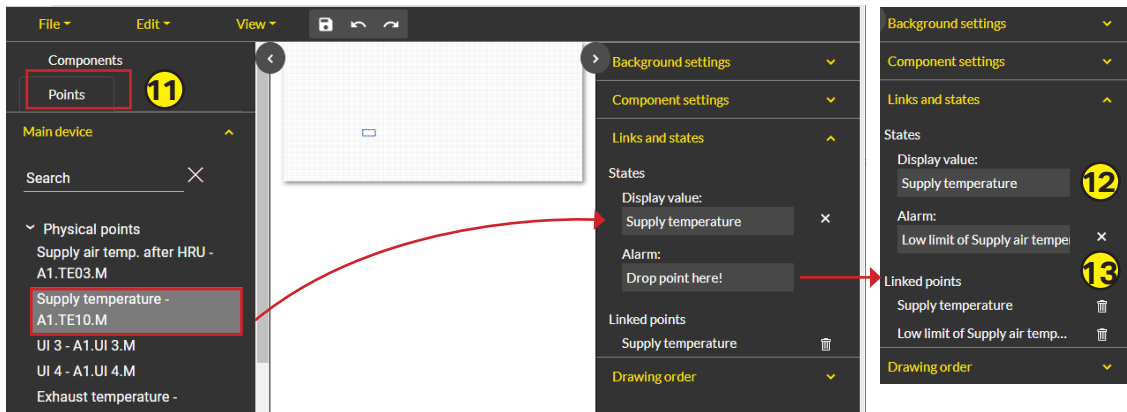 File Edit View
Components
Points
11
Main device
Search
Physical points
Supply air temp. after HRU -
A1.TE03.M
Supply temperature -
A1.TE10.M
UI 3 - A1.UI 3.M
UI 4 - A1.UI 4.M
Exhaust temperature -
Background settings
Component settings
Links and states
States
Display value:
Supply temperature
Alarm:
Drop point here!
Linked points
Supply temperature
Drawing order
Background settings
Component settings
Links and states
States
Display value:
Supply temperature
12
Alarm:
Low limit of Supply air tempe
13
Linked points
Supply temperature
Low limit of Supply air temp...
Drawing order